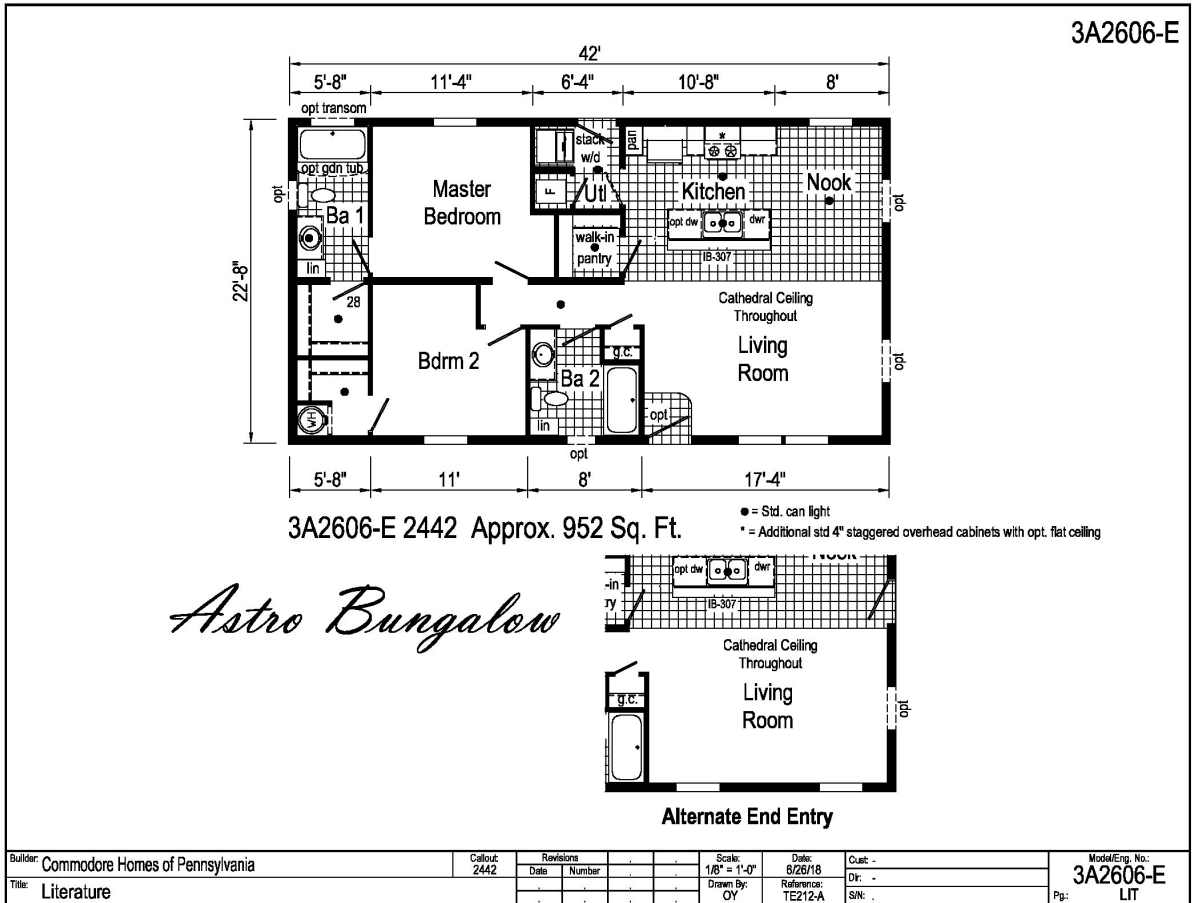 3A2606-E
42'
5'-8" 11'-4" 6'-4" 10'-8" 8'
opt transom
opt gdn tub
opt
Ba 1
lin
Master
Bedroom
stack
w/d
F
Utl
pan
*
Kitchen
Nook
opt
opt dw
dwr
IB-307
walk-in
pantry
22'-8"
28
Cathedral Ceiling
Throughout
Living
Room
opt
Bdrm 2
g.c.
Ba 2
lin
WH
opt
opt
5'-8" 11' 8' 17'-4"
3A2606-E 2442 Approx. 952 Sq. Ft.
● = Std. can light
* = Additional std 4" staggered overhead cabinets with opt. flat ceiling
Astro Bungalow
Nook
opt dw
dwr
-in
ry
IB-307
Cathedral Ceiling
Throughout
Living
Room
g.c.
opt
Alternate End Entry
Builder: Commodore Homes of Pennsylvania
Title: Literature
Callout:
2442
Revisions
Date Number
Scale:
1/8" = 1'-0"
Drawn By:
OY
Date:
6/26/18
Reference:
TE212-A
Cust: -
Dir: -
S/N: .
Model/Eng. No.:
3A2606-E
Pg.: LIT